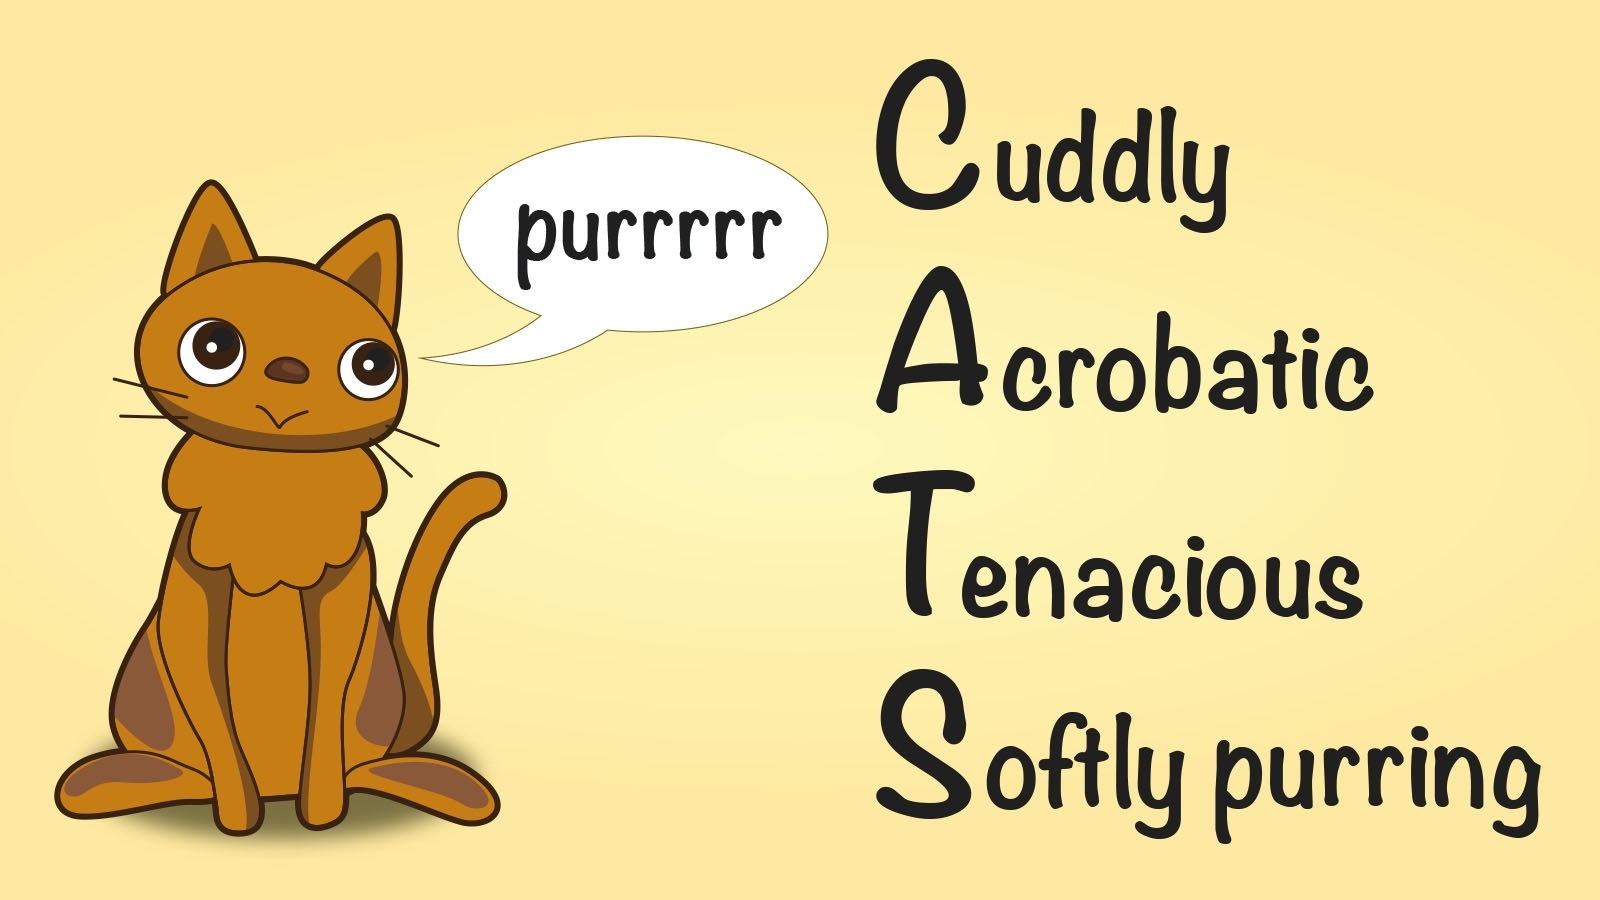 purrrrr
Cuddly
Acrobatic
Tenacious
Softly purring